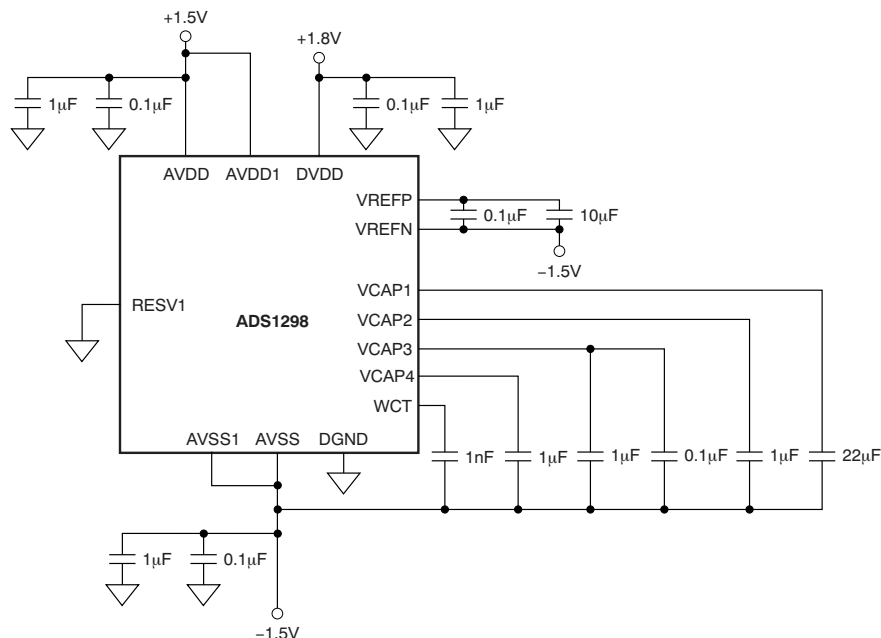 +1.5V
+1.8V
1µF
0.1µF
0.1µF
1µF
AVDD
AVDD1
DVDD
VREFP
0.1µF
10µF
VREFN
−1.5V
VCAP1
RESV1
ADS1298
VCAP2
VCAP3
VCAP4
WCT
AVSS1
AVSS
DGND
1nF
1µF
1µF
0.1µF
1µF
22µF
1µF
0.1µF
−1.5V